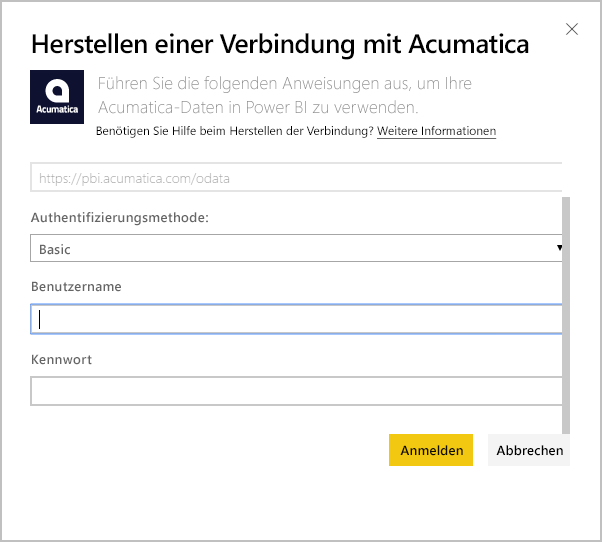 Herstellen einer Verbindung mit Acumatica
Acumatica
Führen Sie die folgenden Anweisungen aus, um Ihre
Acumatica-Daten in Power BI zu verwenden.
Benötigen Sie Hilfe beim Herstellen der Verbindung? Weitere Informationen
https://pbi.acumatica.com/odata
Authentifizierungsmethode:
Basic
Benutzername
Kennwort
Anmelden Abbrechen